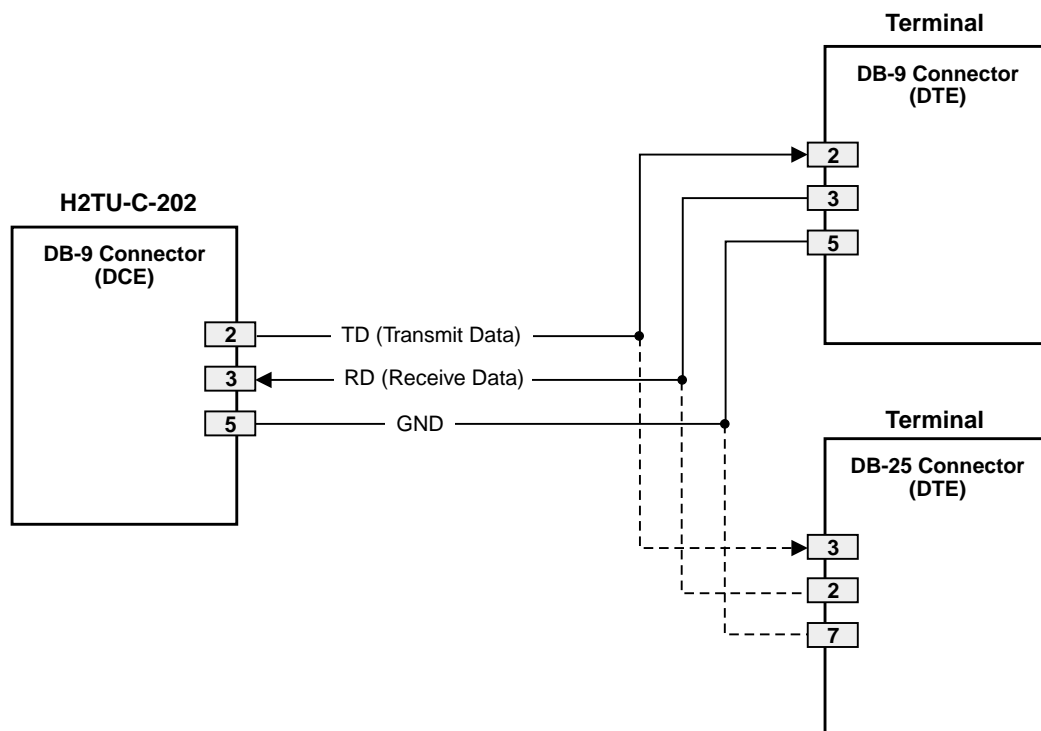 Terminal
DB-9 Connector
(DTE)
2
3
5
H2TU-C-202
DB-9 Connector
(DCE)
2
TD (Transmit Data)
3
RD (Receive Data)
5
GND
Terminal
DB-25 Connector
(DTE)
3
2
7